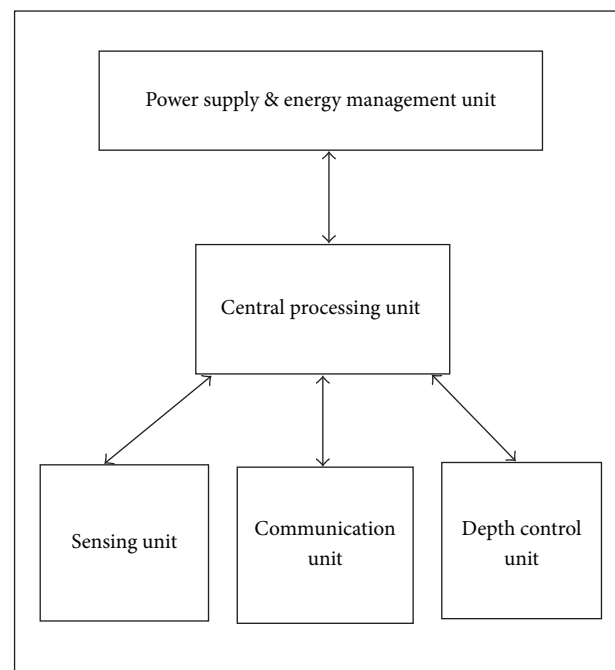 Power supply & energy management unit
Central processing unit
Sensing unit
Communication
unit
Depth control
unit